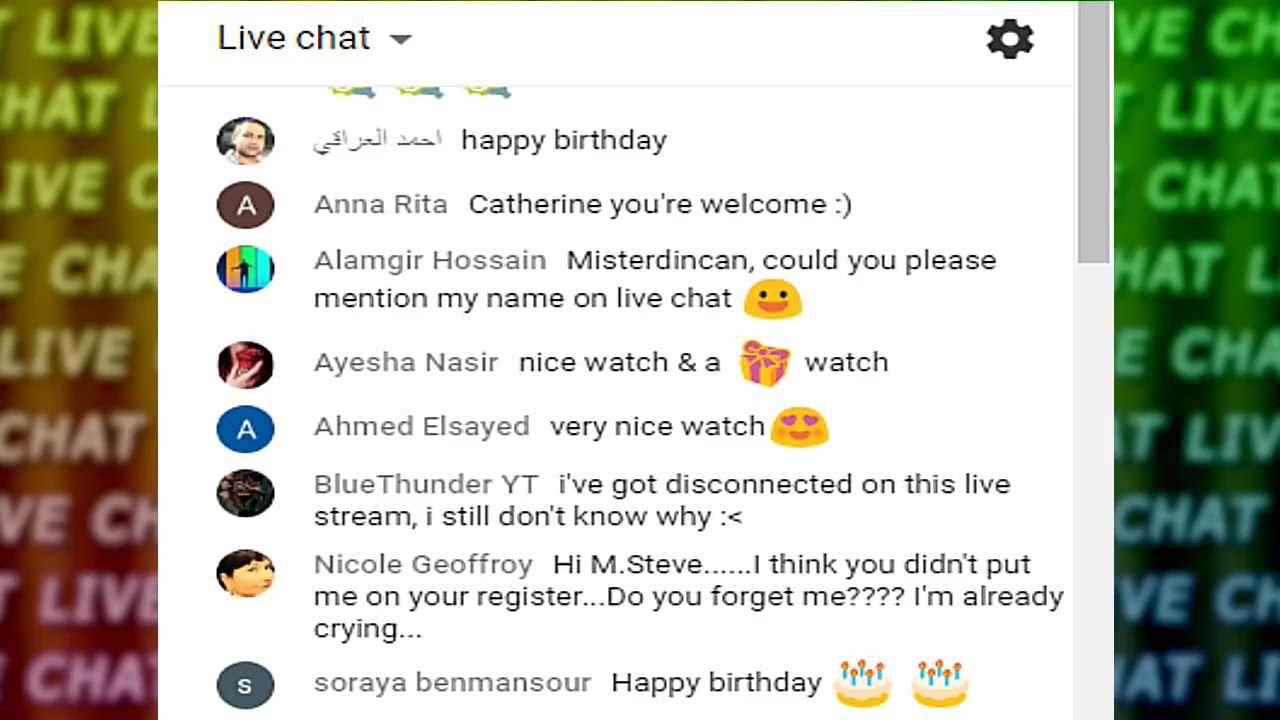 Live chat
احمد العراقي happy birthday
A Anna Rita Catherine you're welcome :)
Alamgir Hossain Misterdincan, could you please
mention my name on live chat 😃
Ayesha Nasir nice watch & a 🎁 watch
A Ahmed Elsayed very nice watch😍
BlueThunder YT i've got disconnected on this live
stream, i still don't know why :<
Nicole Geoffroy Hi M.Steve......I think you didn't put
me on your register...Do you forget me???? I'm already
crying...
s soraya benmansour Happy birthday 🎂 🎂